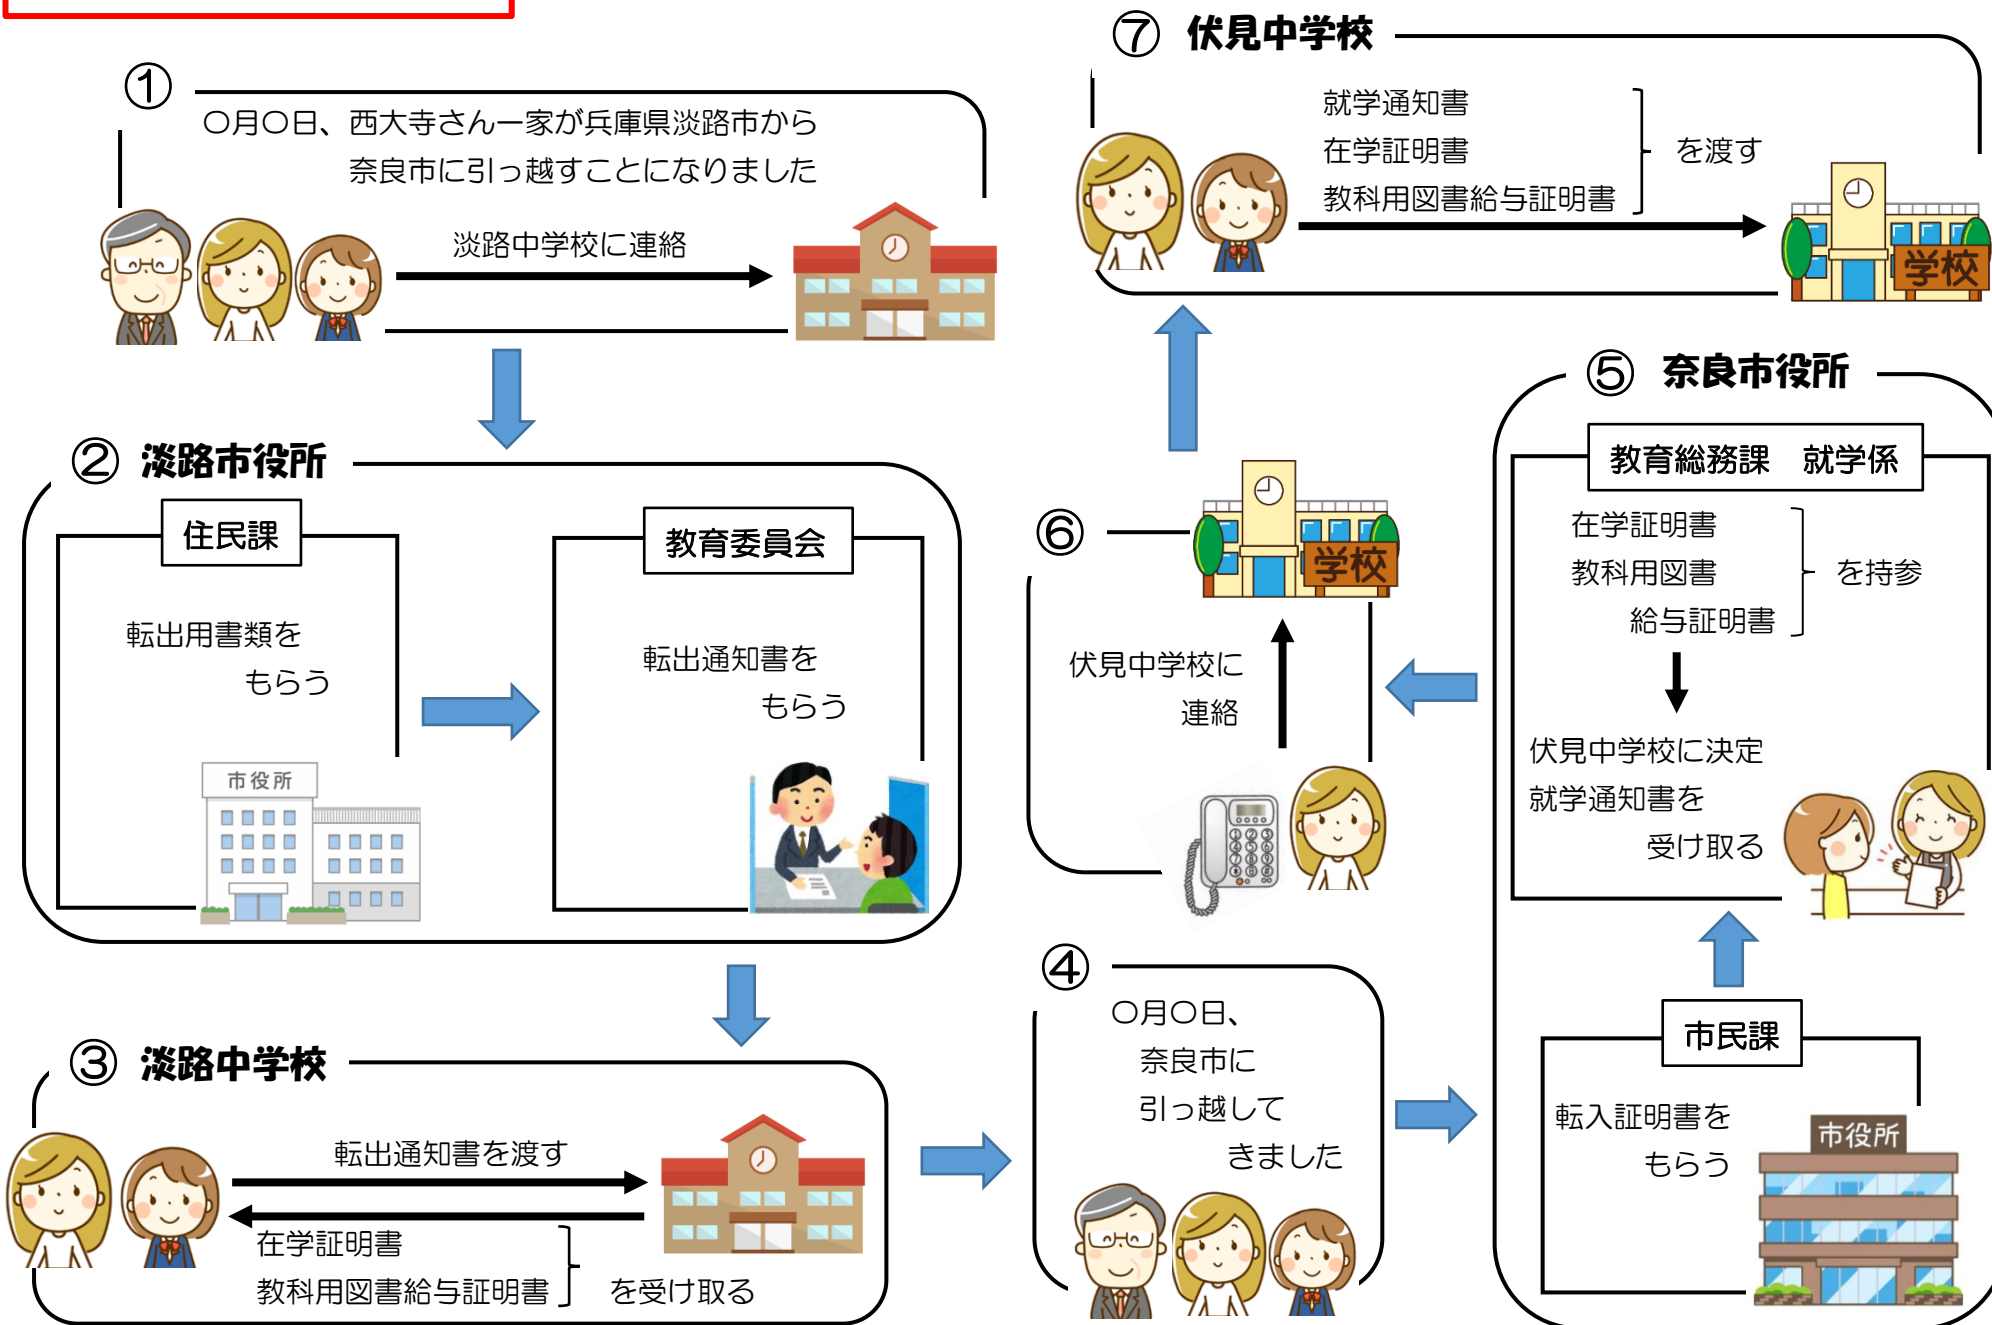 ①
〇月〇日、西大寺さん一家が兵庫県淡路市から
奈良市に引っ越すことになりました
淡路中学校に連絡
② 淡路市役所
住民課
転出用書類を
もらう
市役所
教育委員会
転出通知書を
もらう
③ 淡路中学校
転出通知書を渡す
在学証明書
教科用図書給与証明書
を受け取る
④
〇月〇日、
奈良市に
引っ越して
きました
⑤ 奈良市役所
市民課
転入証明書を
もらう
市役所
教育総務課 就学係
在学証明書
教科用図書
給与証明書
を持参
伏見中学校に決定
就学通知書を
受け取る
⑥
学校
伏見中学校に
連絡
⑦ 伏見中学校
就学通知書
在学証明書
教科用図書給与証明書
を渡す
学校